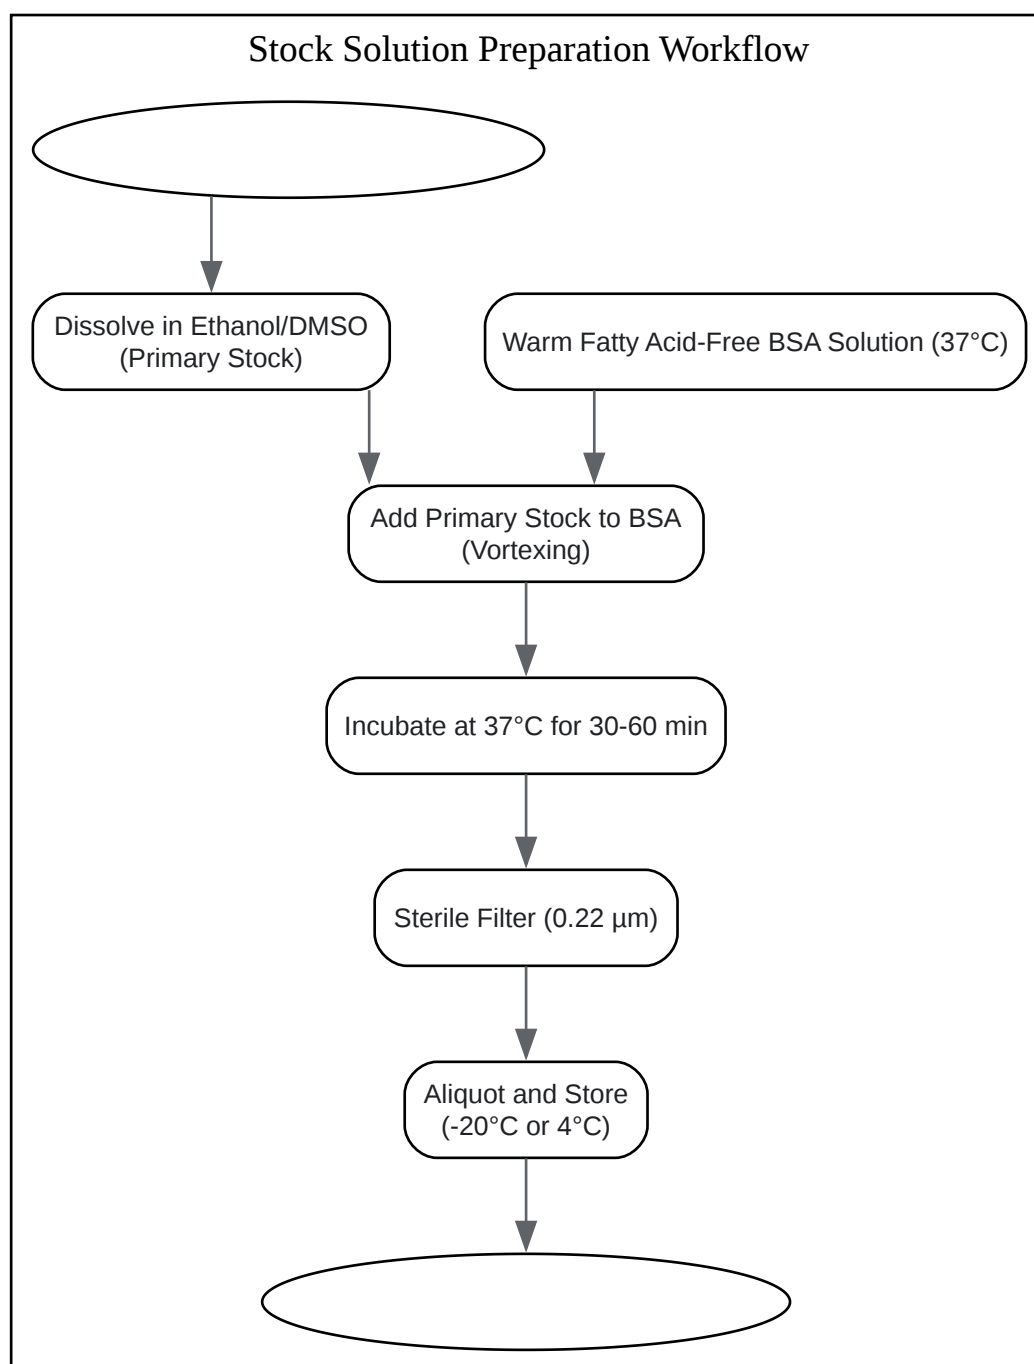 Stock Solution Preparation Workflow
Dissolve in Ethanol/DMSO
(Primary Stock)
Warm Fatty Acid-Free BSA Solution (37°C)
Add Primary Stock to BSA
(Vortexing)
Incubate at 37°C for 30-60 min
Sterile Filter (0.22 µm)
Aliquot and Store
(-20°C or 4°C)